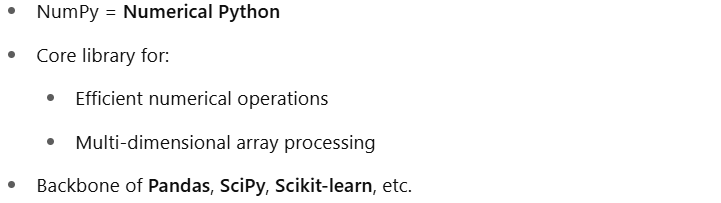 NumPy = Numerical Python
Core library for:
Efficient numerical operations
Multi-dimensional array processing
Backbone of Pandas, SciPy, Scikit-learn, etc.